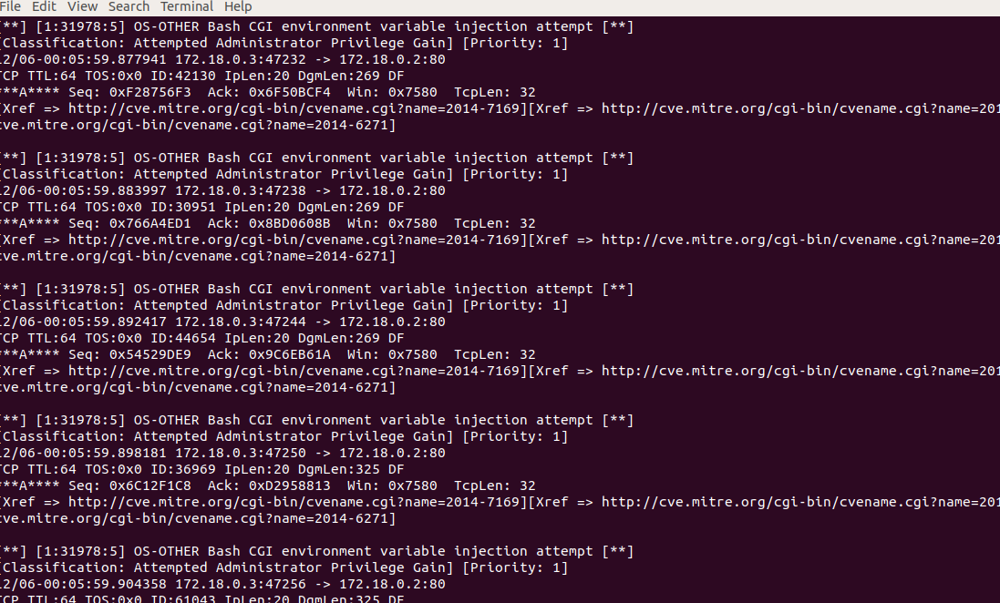 File Edit View Search Terminal Help
[**] [1:31978:5] OS-OTHER Bash CGI environment variable injection attempt [**]
[Classification: Attempted Administrator Privilege Gain] [Priority: 1]
12/06-00:05:59.877941 172.18.0.3:47232 -> 172.18.0.2:80
TCP TTL:64 TOS:0x0 ID:42130 IpLen:20 DgmLen:269 DF
***A**** Seq: 0xF28756F3  Ack: 0x6F50BCF4  Win: 0x7580  TcpLen: 32
[Xref => http://cve.mitre.org/cgi-bin/cvename.cgi?name=2014-7169][Xref => http://cve.mitre.org/cgi-bin/cvename.cgi?name=201
cve.mitre.org/cgi-bin/cvename.cgi?name=2014-6271]
[**] [1:31978:5] OS-OTHER Bash CGI environment variable injection attempt [**]
[Classification: Attempted Administrator Privilege Gain] [Priority: 1]
12/06-00:05:59.883997 172.18.0.3:47238 -> 172.18.0.2:80
TCP TTL:64 TOS:0x0 ID:30951 IpLen:20 DgmLen:269 DF
***A**** Seq: 0x766A4ED1  Ack: 0x8BD0608B  Win: 0x7580  TcpLen: 32
[Xref => http://cve.mitre.org/cgi-bin/cvename.cgi?name=2014-7169][Xref => http://cve.mitre.org/cgi-bin/cvename.cgi?name=201
cve.mitre.org/cgi-bin/cvename.cgi?name=2014-6271]
[**] [1:31978:5] OS-OTHER Bash CGI environment variable injection attempt [**]
[Classification: Attempted Administrator Privilege Gain] [Priority: 1]
12/06-00:05:59.892417 172.18.0.3:47244 -> 172.18.0.2:80
TCP TTL:64 TOS:0x0 ID:44654 IpLen:20 DgmLen:269 DF
***A**** Seq: 0x54529DE9  Ack: 0x9C6EB61A  Win: 0x7580  TcpLen: 32
[Xref => http://cve.mitre.org/cgi-bin/cvename.cgi?name=2014-7169][Xref => http://cve.mitre.org/cgi-bin/cvename.cgi?name=201
cve.mitre.org/cgi-bin/cvename.cgi?name=2014-6271]
[**] [1:31978:5] OS-OTHER Bash CGI environment variable injection attempt [**]
[Classification: Attempted Administrator Privilege Gain] [Priority: 1]
12/06-00:05:59.898181 172.18.0.3:47250 -> 172.18.0.2:80
TCP TTL:64 TOS:0x0 ID:36969 IpLen:20 DgmLen:325 DF
***A**** Seq: 0x6C12F1C8  Ack: 0xD2958813  Win: 0x7580  TcpLen: 32
[Xref => http://cve.mitre.org/cgi-bin/cvename.cgi?name=2014-7169][Xref => http://cve.mitre.org/cgi-bin/cvename.cgi?name=201
cve.mitre.org/cgi-bin/cvename.cgi?name=2014-6271]
[**] [1:31978:5] OS-OTHER Bash CGI environment variable injection attempt [**]
[Classification: Attempted Administrator Privilege Gain] [Priority: 1]
12/06-00:05:59.904358 172.18.0.3:47256 -> 172.18.0.2:80
TCP TTL:64 TOS:0x0 ID:61043 IpLen:20 DgmLen:325 DF